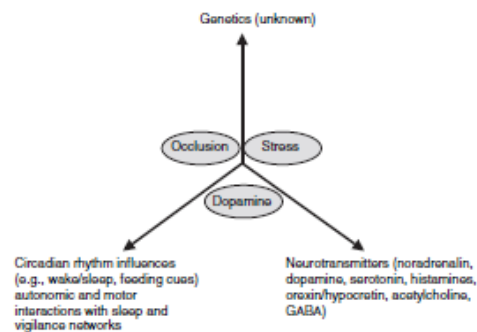 Genetics (unknown)
Occlusion
Stress
Dopamine
Circadian rhythm influences
(e.g., wake/sleep, feeding cues)
autonomic and motor
interactions with sleep and
vigilance networks
Neurotransmitters (noradrenalin,
dopamine, serotonin, histamines,
orexin/hypocretin, acetylcholine,
GABA)